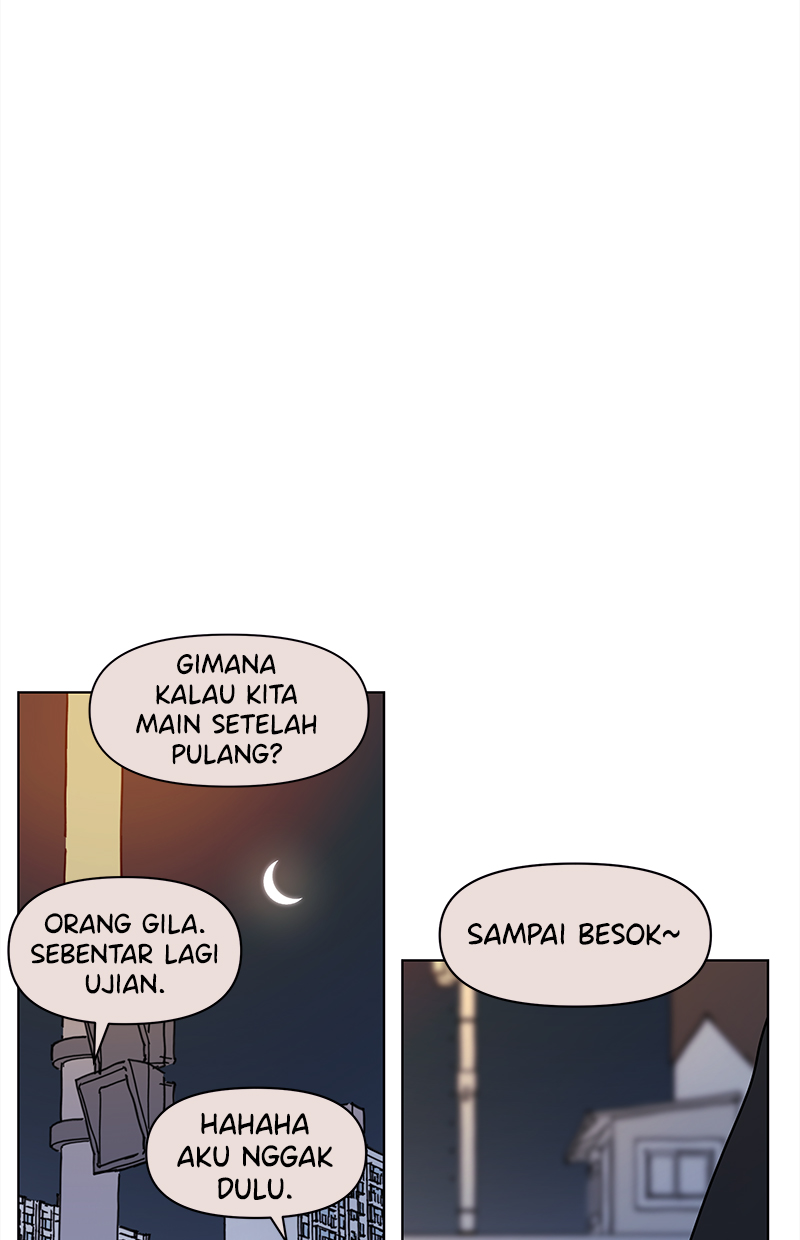 GIMANA
KALAU KITA
MAIN SETELAH
PULANG?
ORANG GILA.
SEBENTAR LAGI
UJIAN.
SAMPAI BESOK~
HAHAHA
AKU NGGAK
DULU.